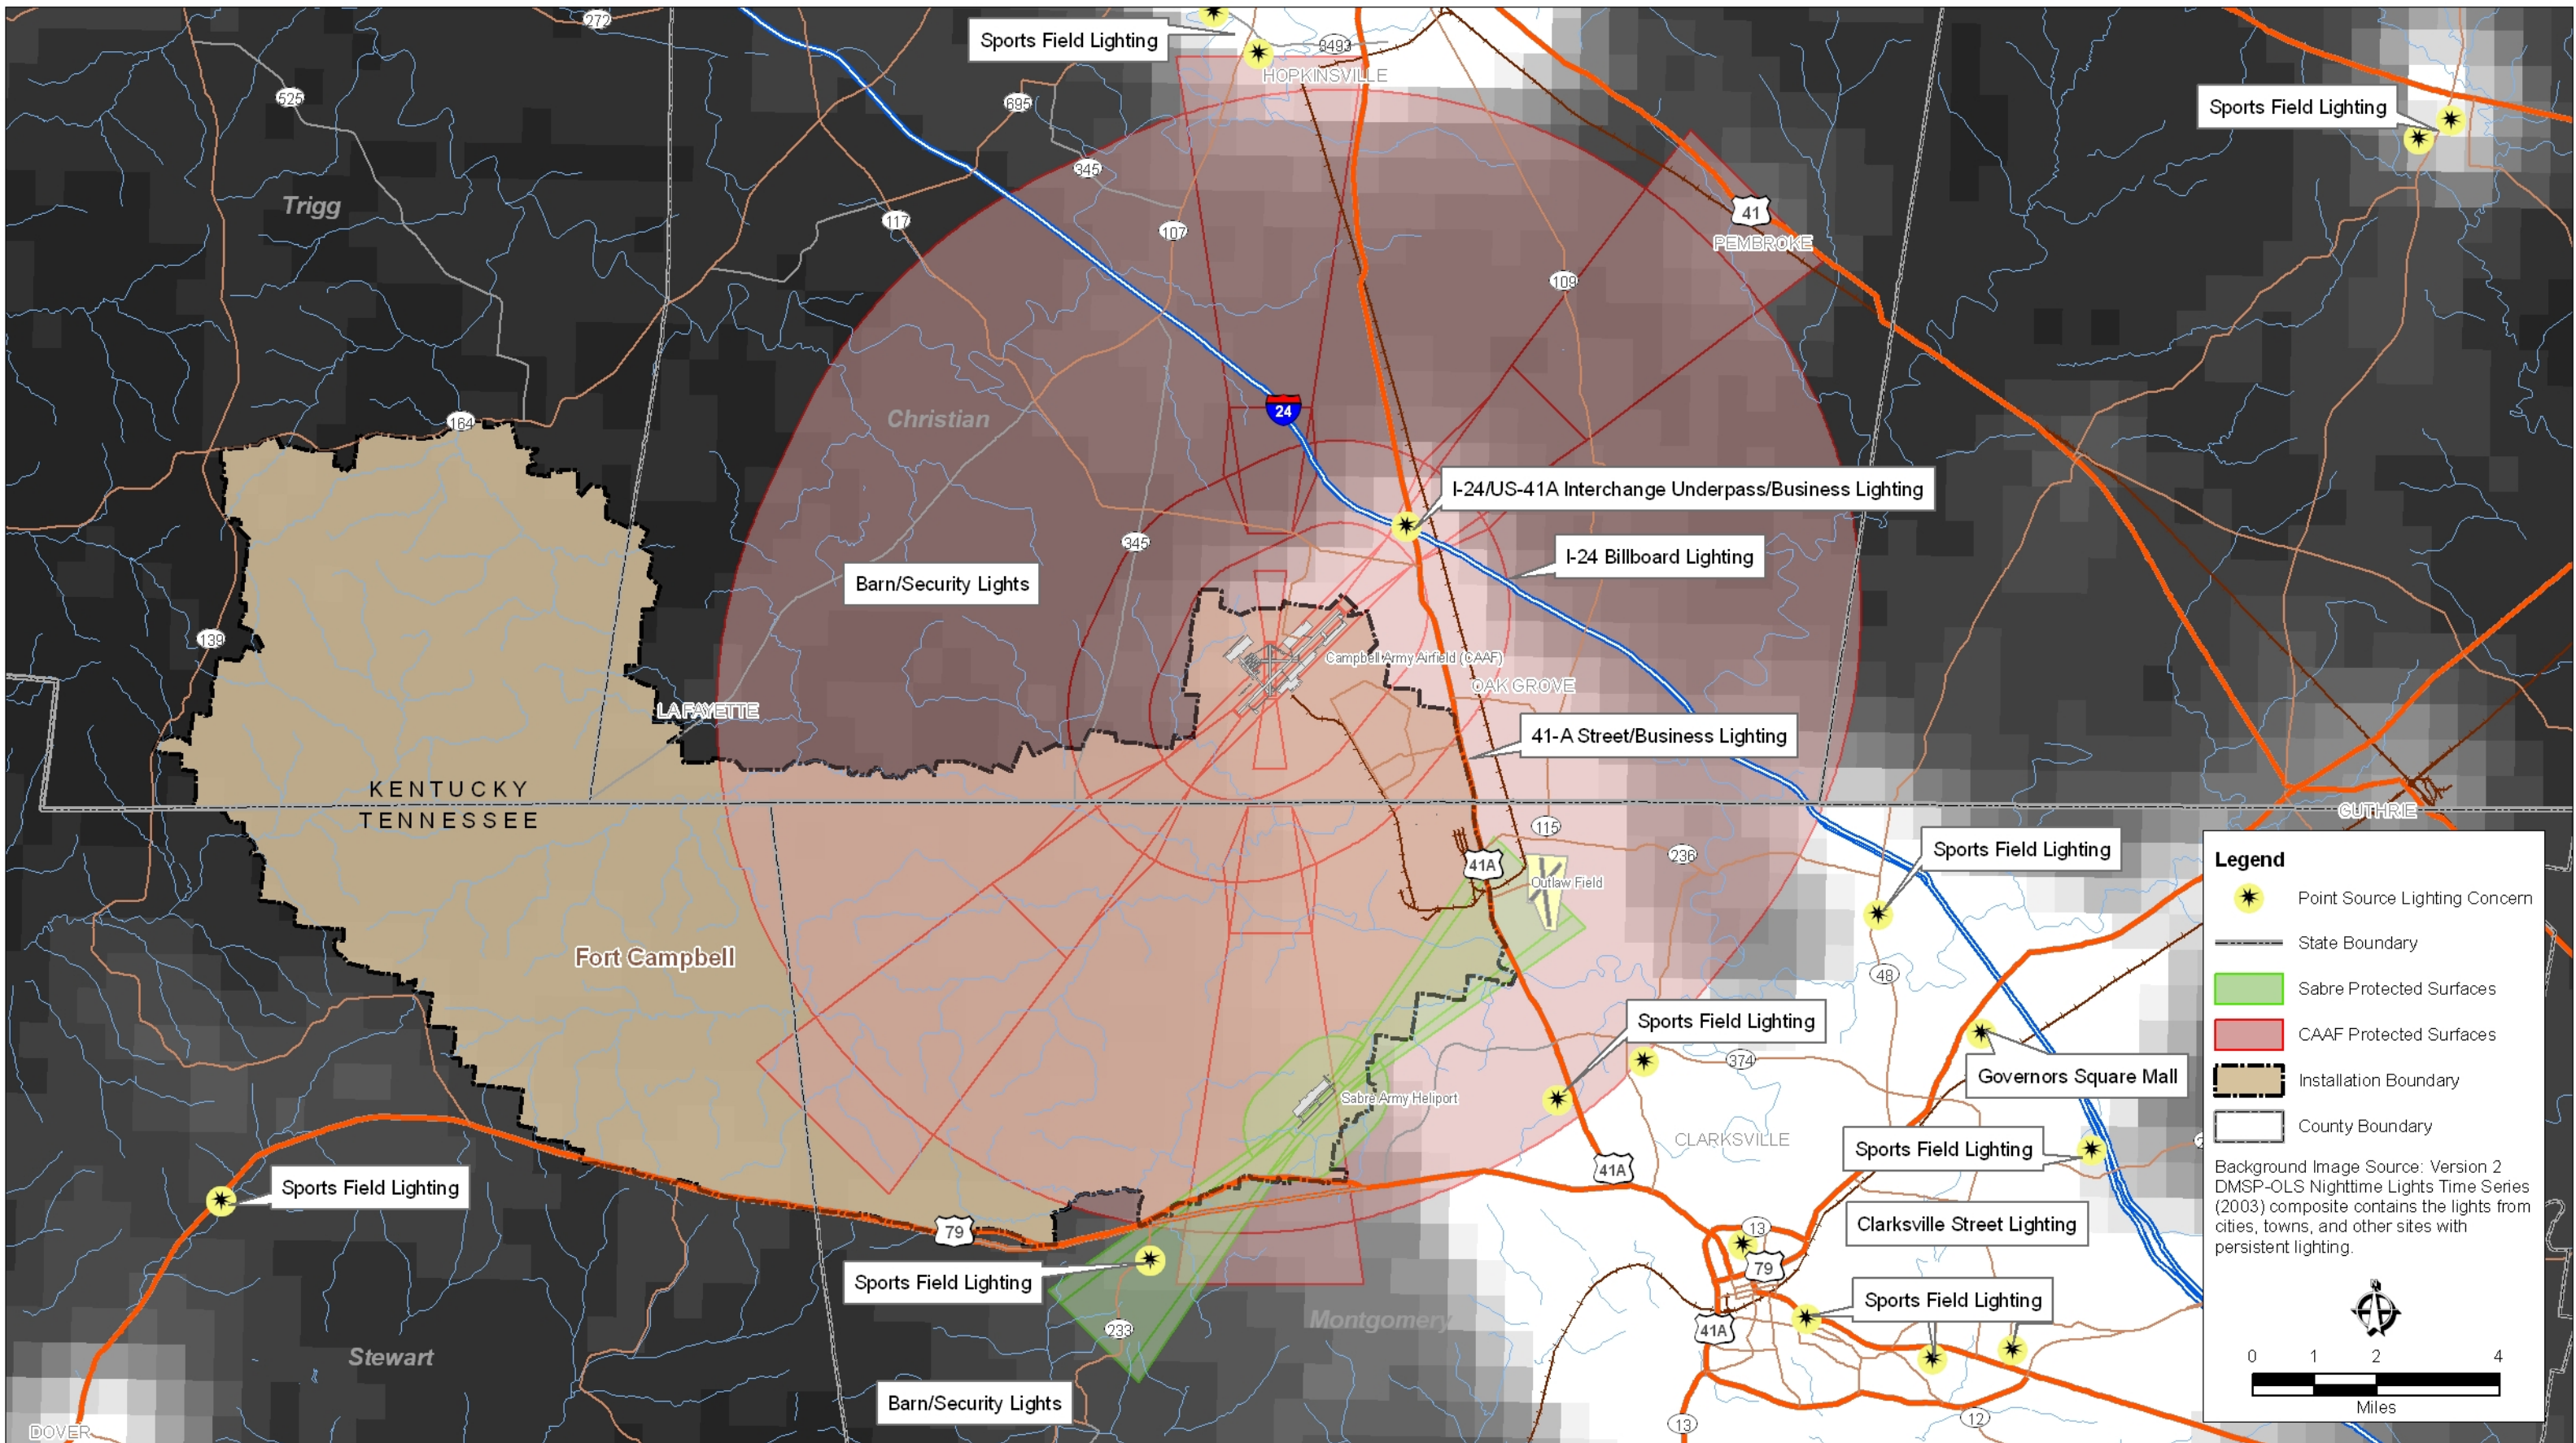 272
Sports Field Lighting
8493
HOPKINSVILLE
525
695
Sports Field Lighting
345
Trigg
117
107
41
PEMBROKE
109
24
Christian
164
I-24/US-41A Interchange Underpass/Business Lighting
345
I-24 Billboard Lighting
Barn/Security Lights
139
Campbell Army Airfield (CAAF)
OAK GROVE
LA FAYETTE
41-A Street/Business Lighting
KENTUCKY
TENNESSEE
GUTHRIE
115
236
Sports Field Lighting
41A
Outlaw Field
Fort Campbell
48
Sports Field Lighting
374
Governors Square Mall
Sabre Army Heliport
CLARKSVILLE
Sports Field Lighting
41A
Sports Field Lighting
79
Clarksville Street Lighting
13
79
Sports Field Lighting
Sports Field Lighting
233
Montgomery
41A
Stewart
Barn/Security Lights
DOVER
13
12
Legend
Point Source Lighting Concern
State Boundary
Sabre Protected Surfaces
CAAF Protected Surfaces
Installation Boundary
County Boundary
Background Image Source: Version 2
DMSP-OLS Nighttime Lights Time Series
(2003) composite contains the lights from
cities, towns, and other sites with
persistent lighting.
N
0 1 2 4
Miles